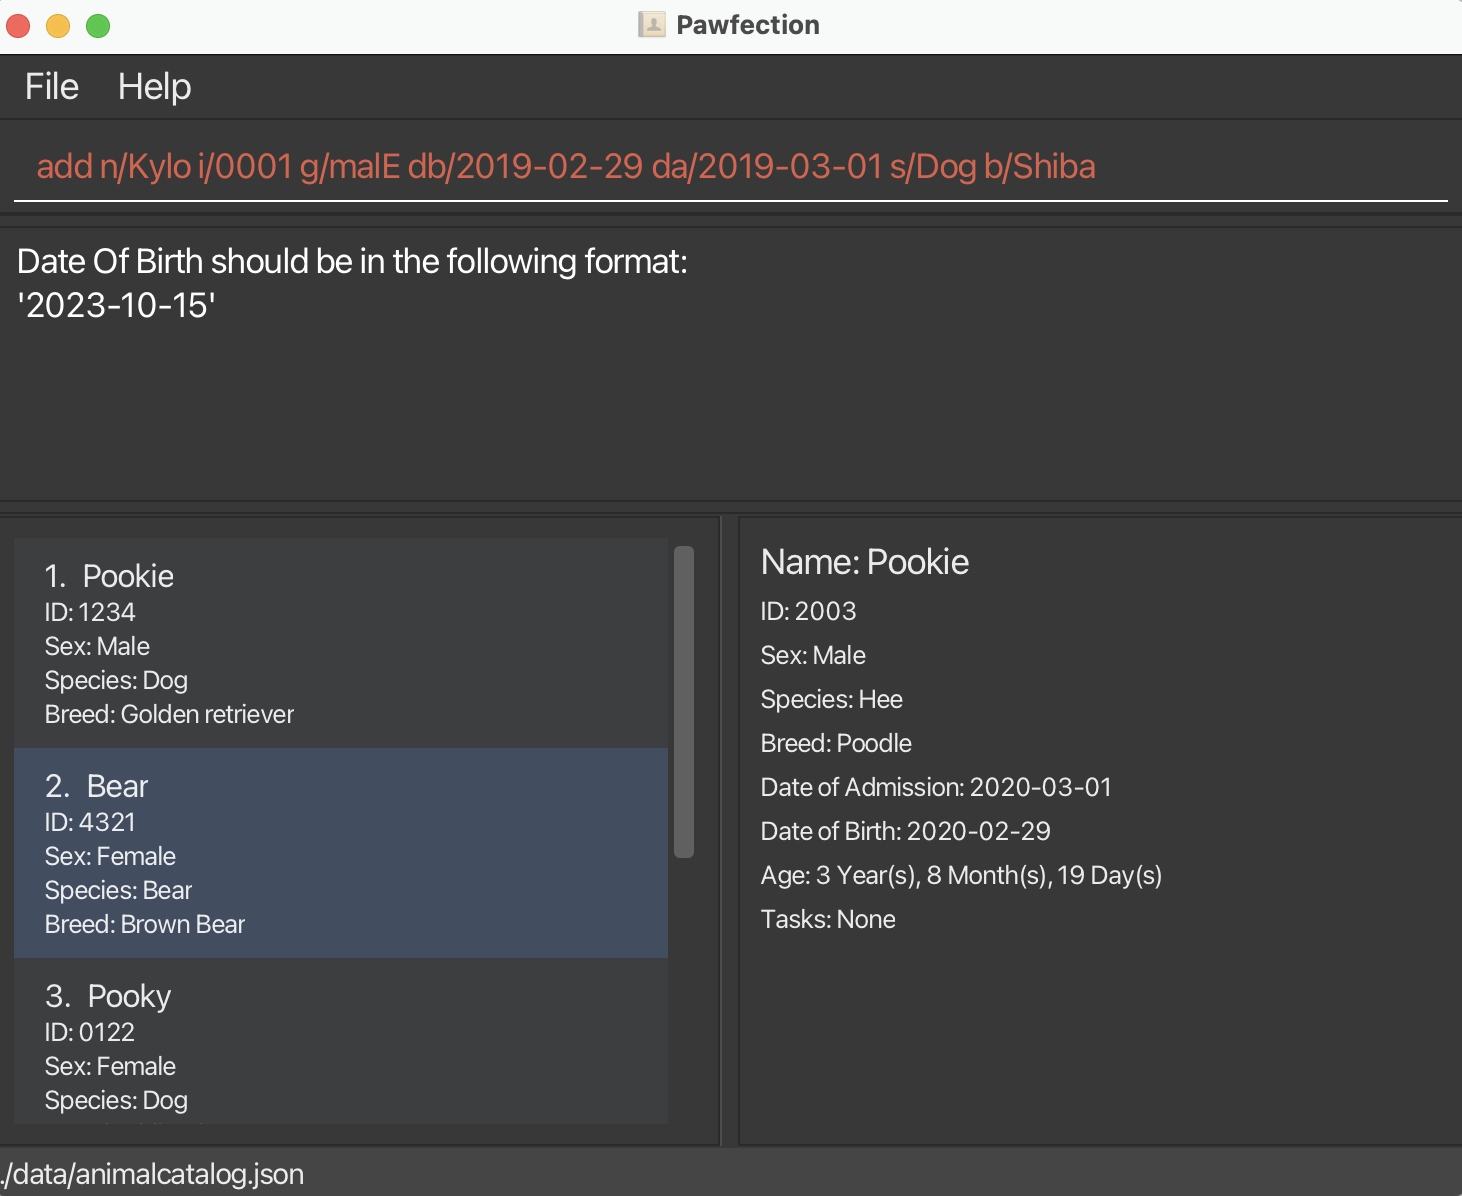 Pawfection
File Help
add n/Kylo i/0001 g/malE db/2019-02-29 da/2019-03-01 s/Dog b/Shiba
Date Of Birth should be in the following format:
'2023-10-15'
1. Pookie
ID: 1234
Sex: Male
Species: Dog
Breed: Golden retriever
2. Bear
ID: 4321
Sex: Female
Species: Bear
Breed: Brown Bear
3. Pooky
ID: 0122
Sex: Female
Species: Dog
Name: Pookie
ID: 2003
Sex: Male
Species: Hee
Breed: Poodle
Date of Admission: 2020-03-01
Date of Birth: 2020-02-29
Age: 3 Year(s), 8 Month(s), 19 Day(s)
Tasks: None
./data/animalcatalog.json